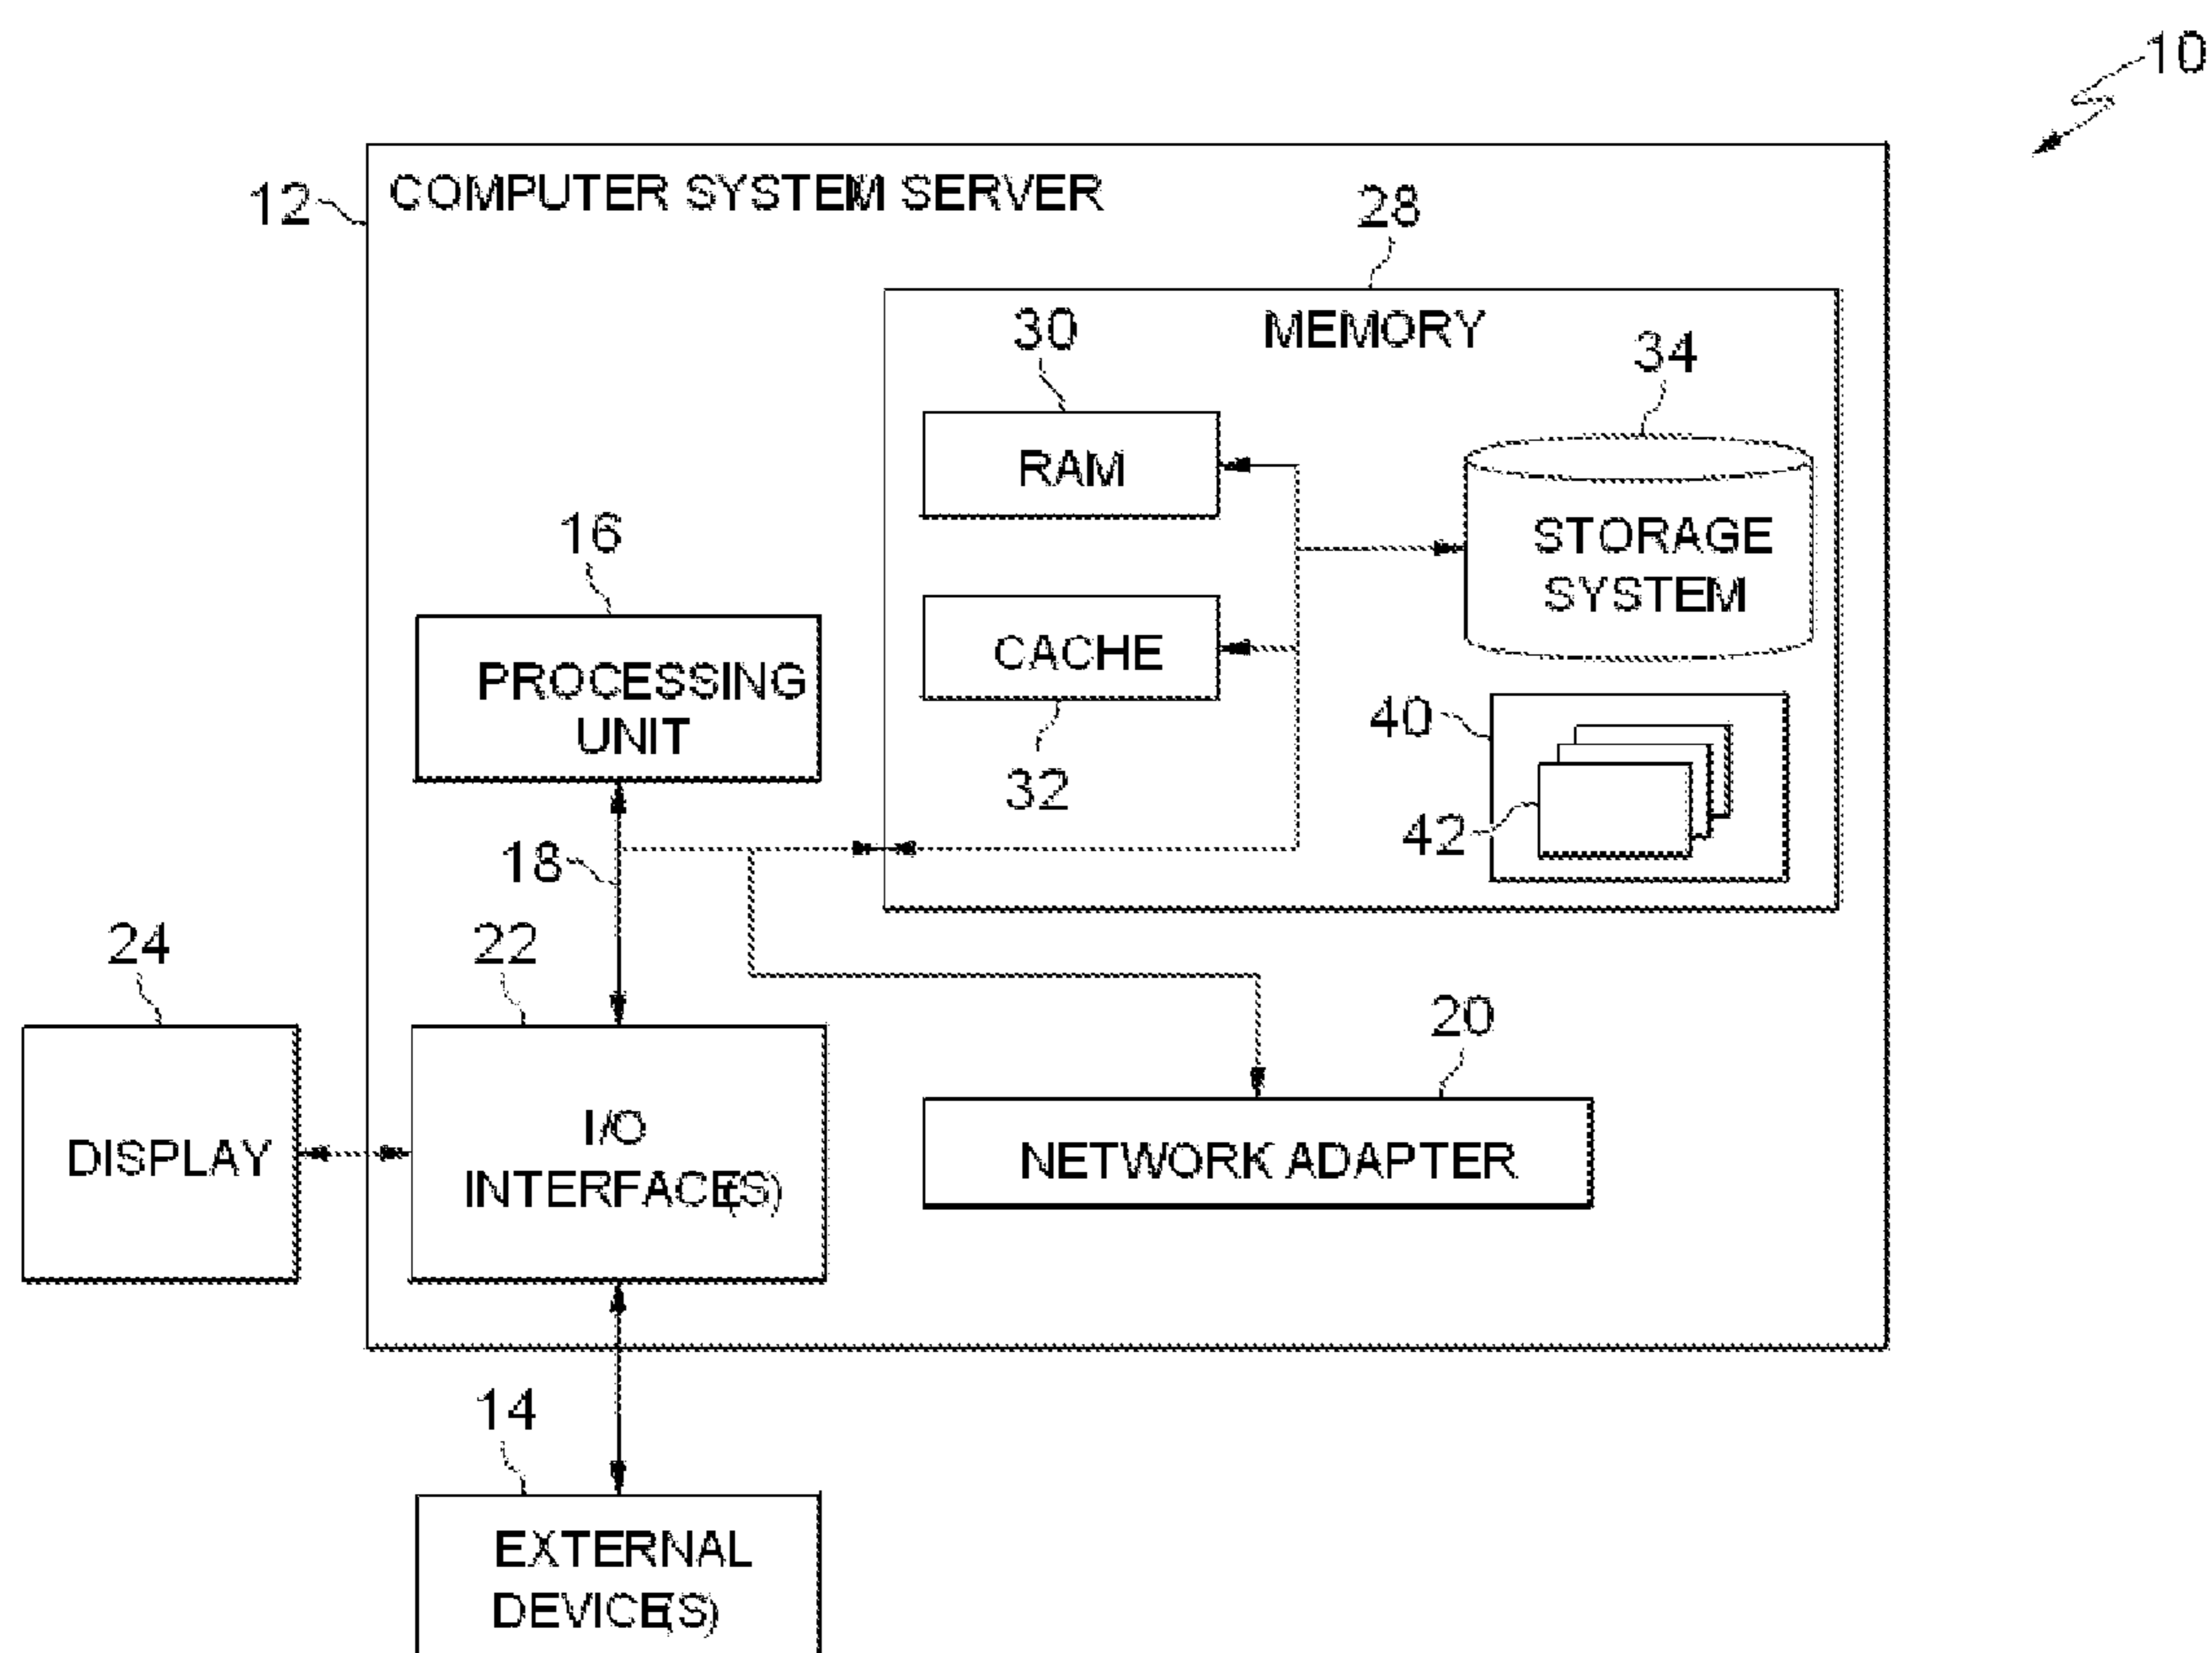 10
12
COMPUTER SYSTEM SERVER
28
MEMORY
30
34
RAM
STORAGE
SYSTEM
16
PROCESSING
UNIT
CACHE
32
40
42
18
24
22
20
DISPLAY
I/O
INTERFACE(S)
NETWORK ADAPTER
14
EXTERNAL
DEVICE(S)